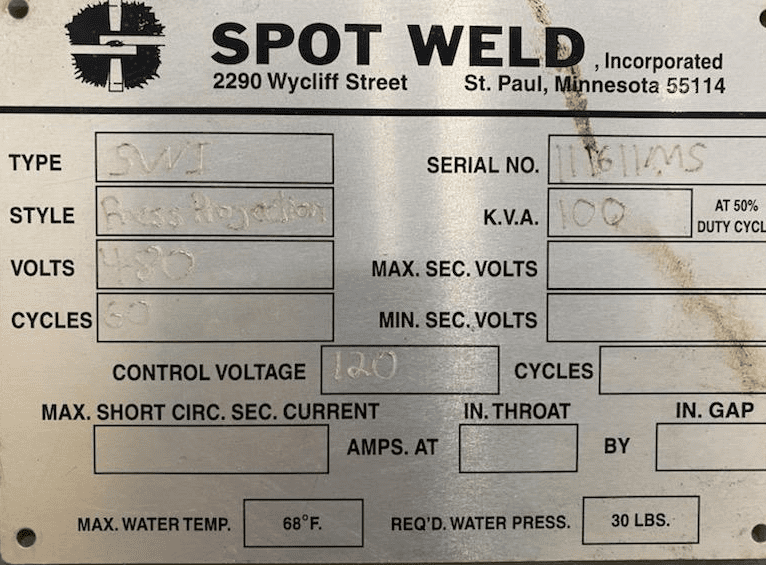 SPOT WELD, Incorporated
2290 Wycliff Street St. Paul, Minnesota 55114
TYPE SWI SERIAL NO. 111611MS
STYLE Press Projection K.V.A. 100 AT 50%
DUTY CYCL
VOLTS 480 MAX. SEC. VOLTS
CYCLES 60 MIN. SEC. VOLTS
CONTROL VOLTAGE 120 CYCLES
MAX. SHORT CIRC. SEC. CURRENT IN. THROAT IN. GAP
AMPS. AT BY
MAX. WATER TEMP. 68°F. REQ'D. WATER PRESS. 30 LBS.